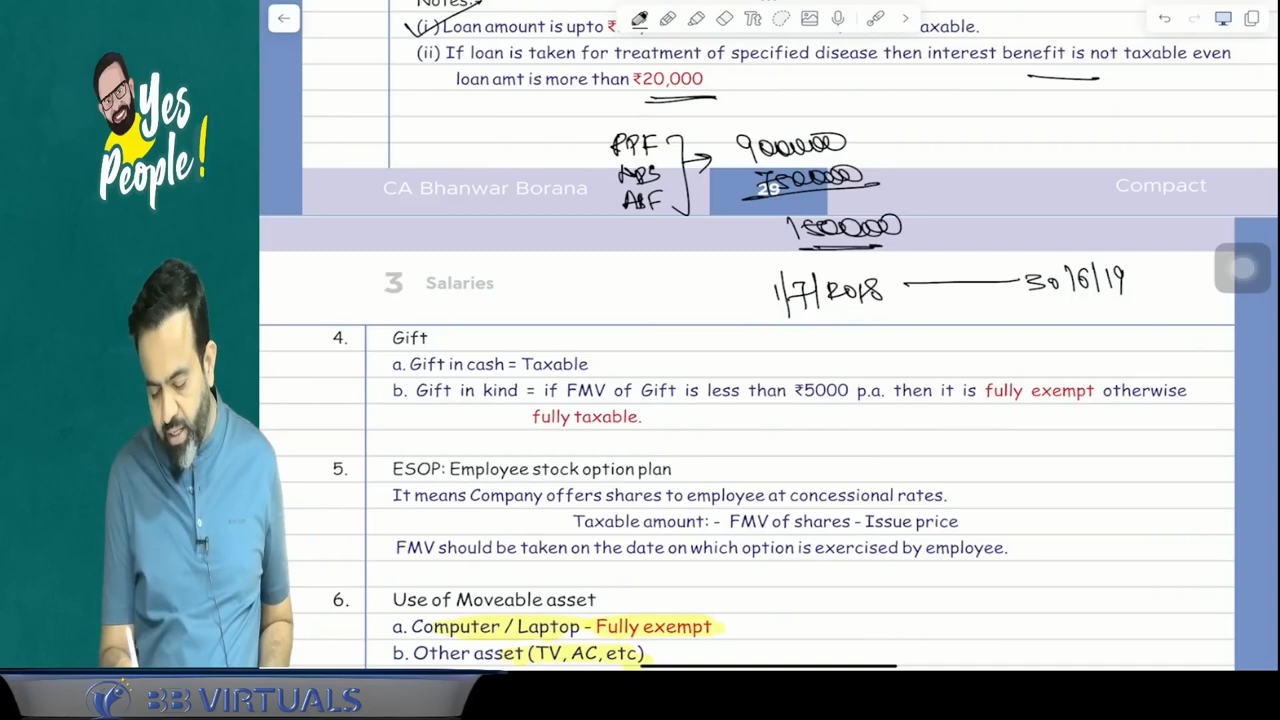 Notes:
(i) Loan amount is upto ₹ axable.
(ii) If loan is taken for treatment of specified disease then interest benefit is not taxable even
loan amt is more than ₹20,000
Yes
People!
PPF
900000
CA Bhanwar Borana
29
750000
Compact
150000
3 Salaries
1/7/2018 30/6/19
4. Gift
a. Gift in cash = Taxable
b. Gift in kind = if FMV of Gift is less than ₹5000 p.a. then it is fully exempt otherwise
fully taxable.
5. ESOP: Employee stock option plan
It means Company offers shares to employee at concessional rates.
Taxable amount: - FMV of shares - Issue price
FMV should be taken on the date on which option is exercised by employee.
6. Use of Moveable asset
a. Computer / Laptop - Fully exempt
b. Other asset (TV, AC, etc)
BB VIRTUALS